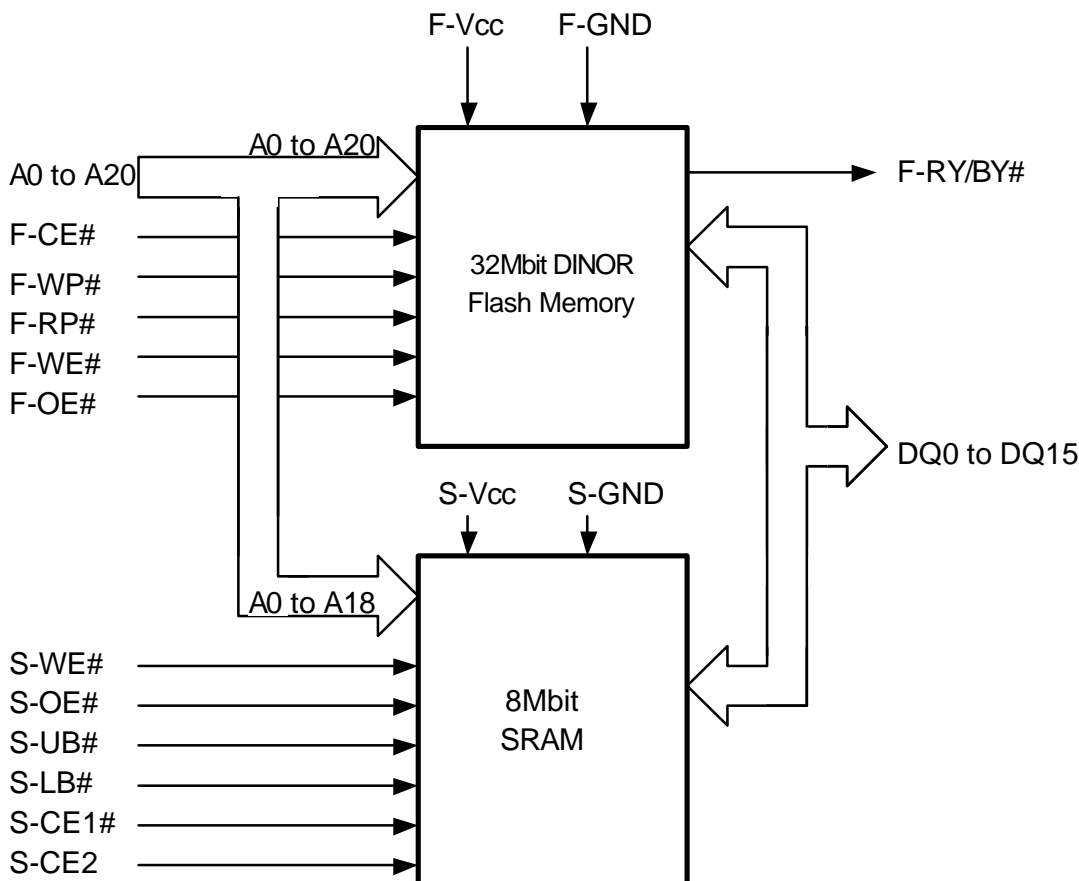 F-Vcc F-GND
A0 to A20
A0 to A20
F-RY/BY#
F-CE#
F-WP#
F-RP#
F-WE#
F-OE#
32Mbit DINOR
Flash Memory
DQ0 to DQ15
S-Vcc S-GND
A0 to A18
S-WE#
S-OE#
S-UB#
S-LB#
S-CE1#
S-CE2
8Mbit
SRAM